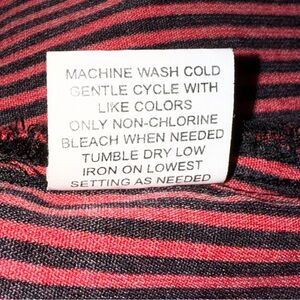 MACHINE WASH COLD
GENTLE CYCLE WITH
LIKE COLORS
ONLY NON-CHLORINE
BLEACH WHEN NEEDED
TUMBLE DRY LOW
IRON ON LOWEST
SETTING AS NEEDED